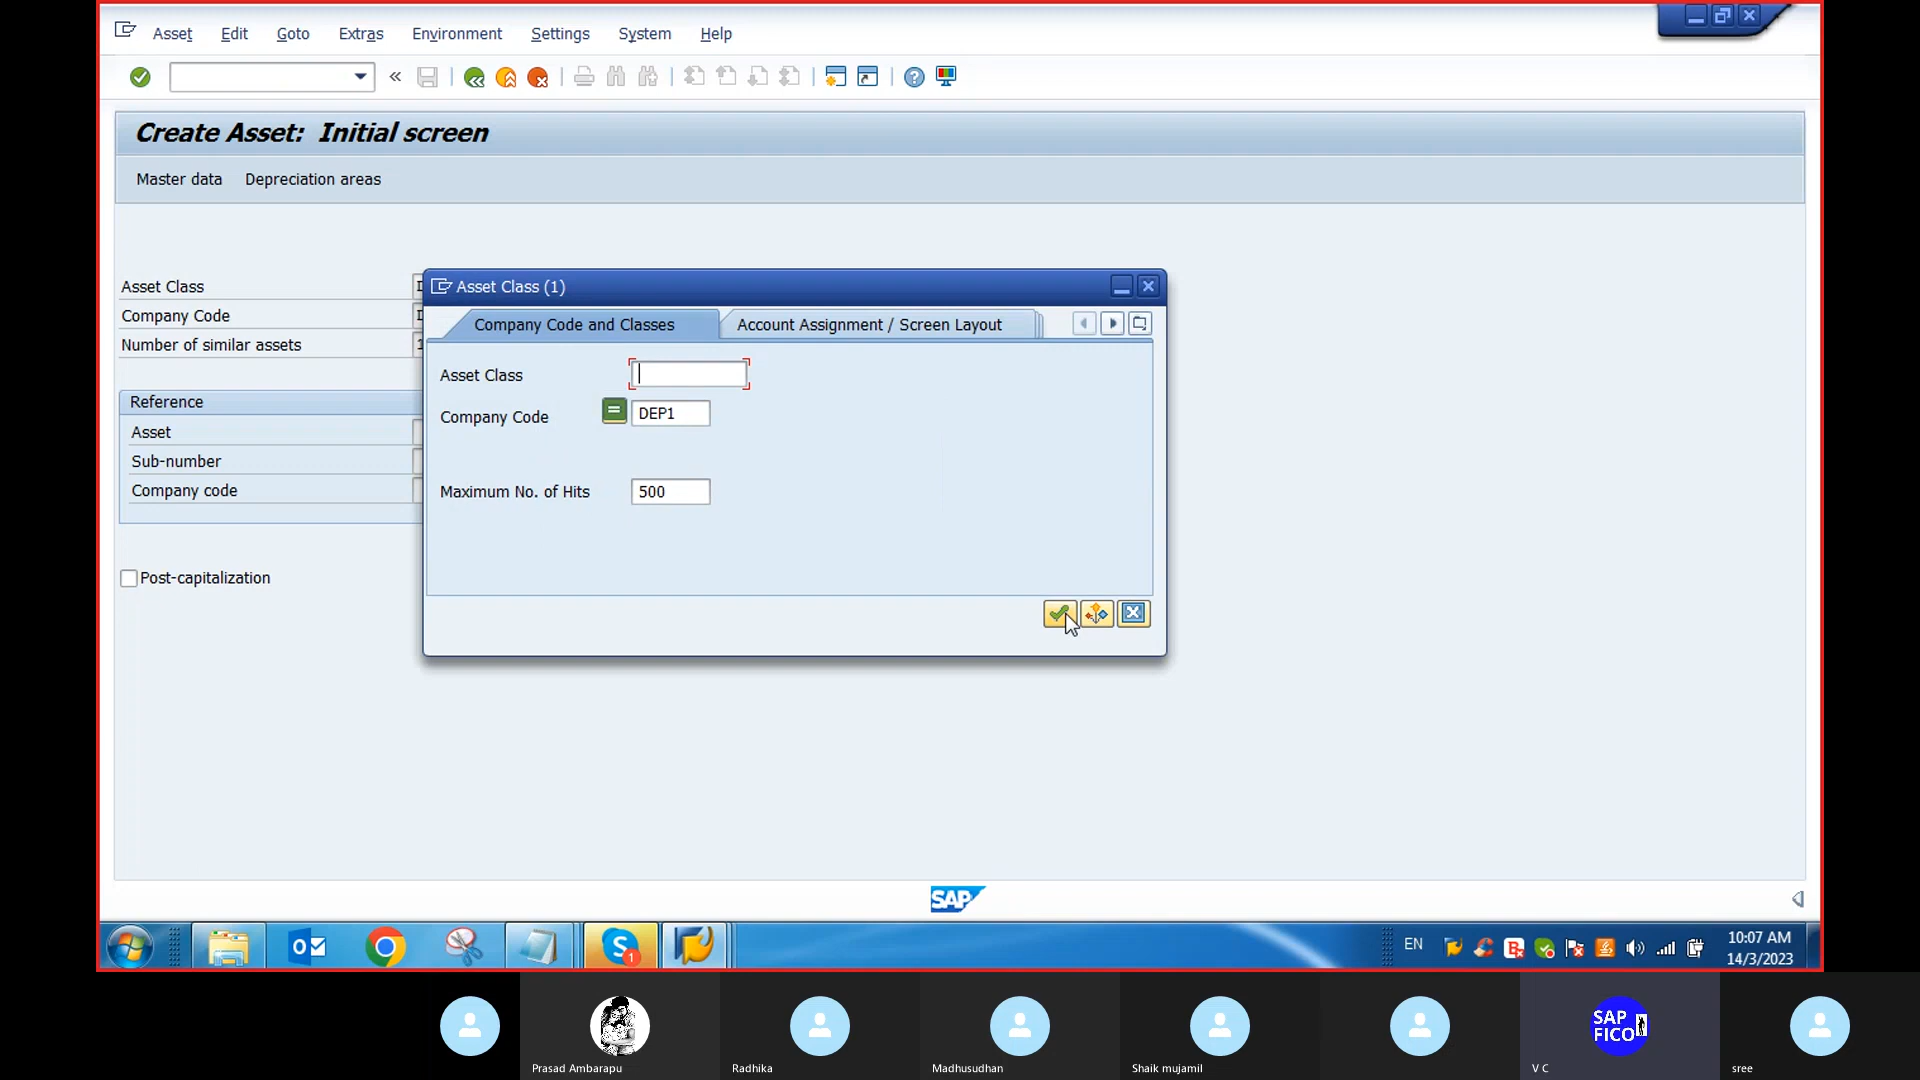 Asset Edit Goto Extras Environment Settings System Help
Create Asset: Initial screen
Master data Depreciation areas
Asset Class
Company Code
Number of similar assets
Reference
Asset
Sub-number
Company code
Post-capitalization
Asset Class (1)
Company Code and Classes Account Assignment / Screen Layout
Asset Class
Company Code DEP1
Maximum No. of Hits 500
SAP
EN
10:07 AM
14/3/2023
1
SAP
FICO
Prasad Ambarapu
Radhika
Madhusudhan
Shaik mujamil
V C
sree